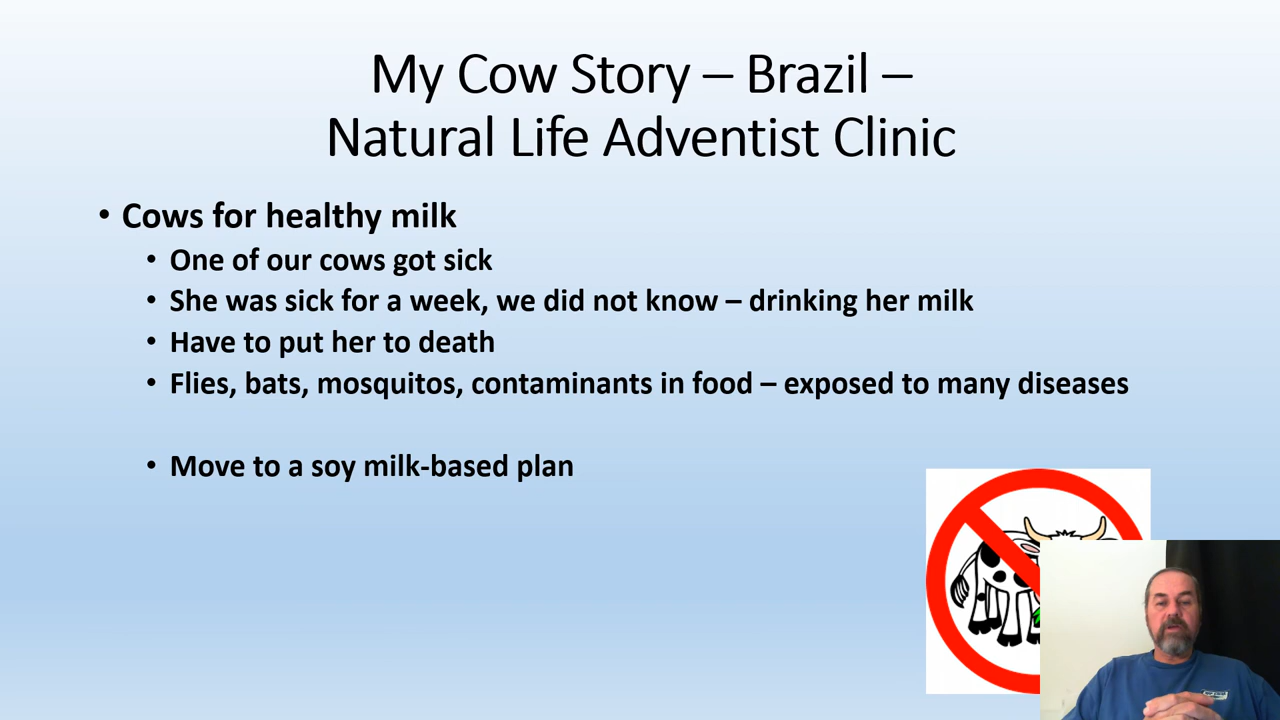 My Cow Story – Brazil –
Natural Life Adventist Clinic
• Cows for healthy milk
• One of our cows got sick
• She was sick for a week, we did not know – drinking her milk
• Have to put her to death
• Flies, bats, mosquitos, contaminants in food – exposed to many diseases
• Move to a soy milk-based plan